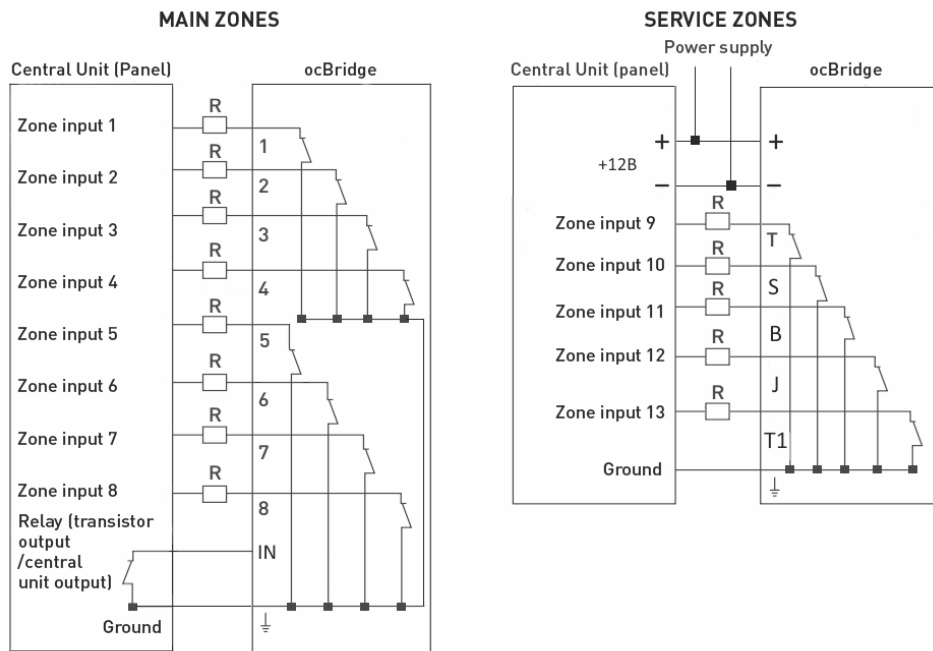 MAIN ZONES
Central Unit (Panel)
ocBridge
Zone input 1
R
1
Zone input 2
R
2
Zone input 3
R
3
Zone input 4
R
4
Zone input 5
R
5
Zone input 6
R
6
Zone input 7
R
7
Zone input 8
R
8
Relay (transistor
output
/central
unit output)
IN
Ground
SERVICE ZONES
Power supply
Central Unit (panel)
ocBridge
+
+
+12B
−
−
Zone input 9
R
T
Zone input 10
R
S
Zone input 11
R
B
Zone input 12
R
J
Zone input 13
R
T1
Ground